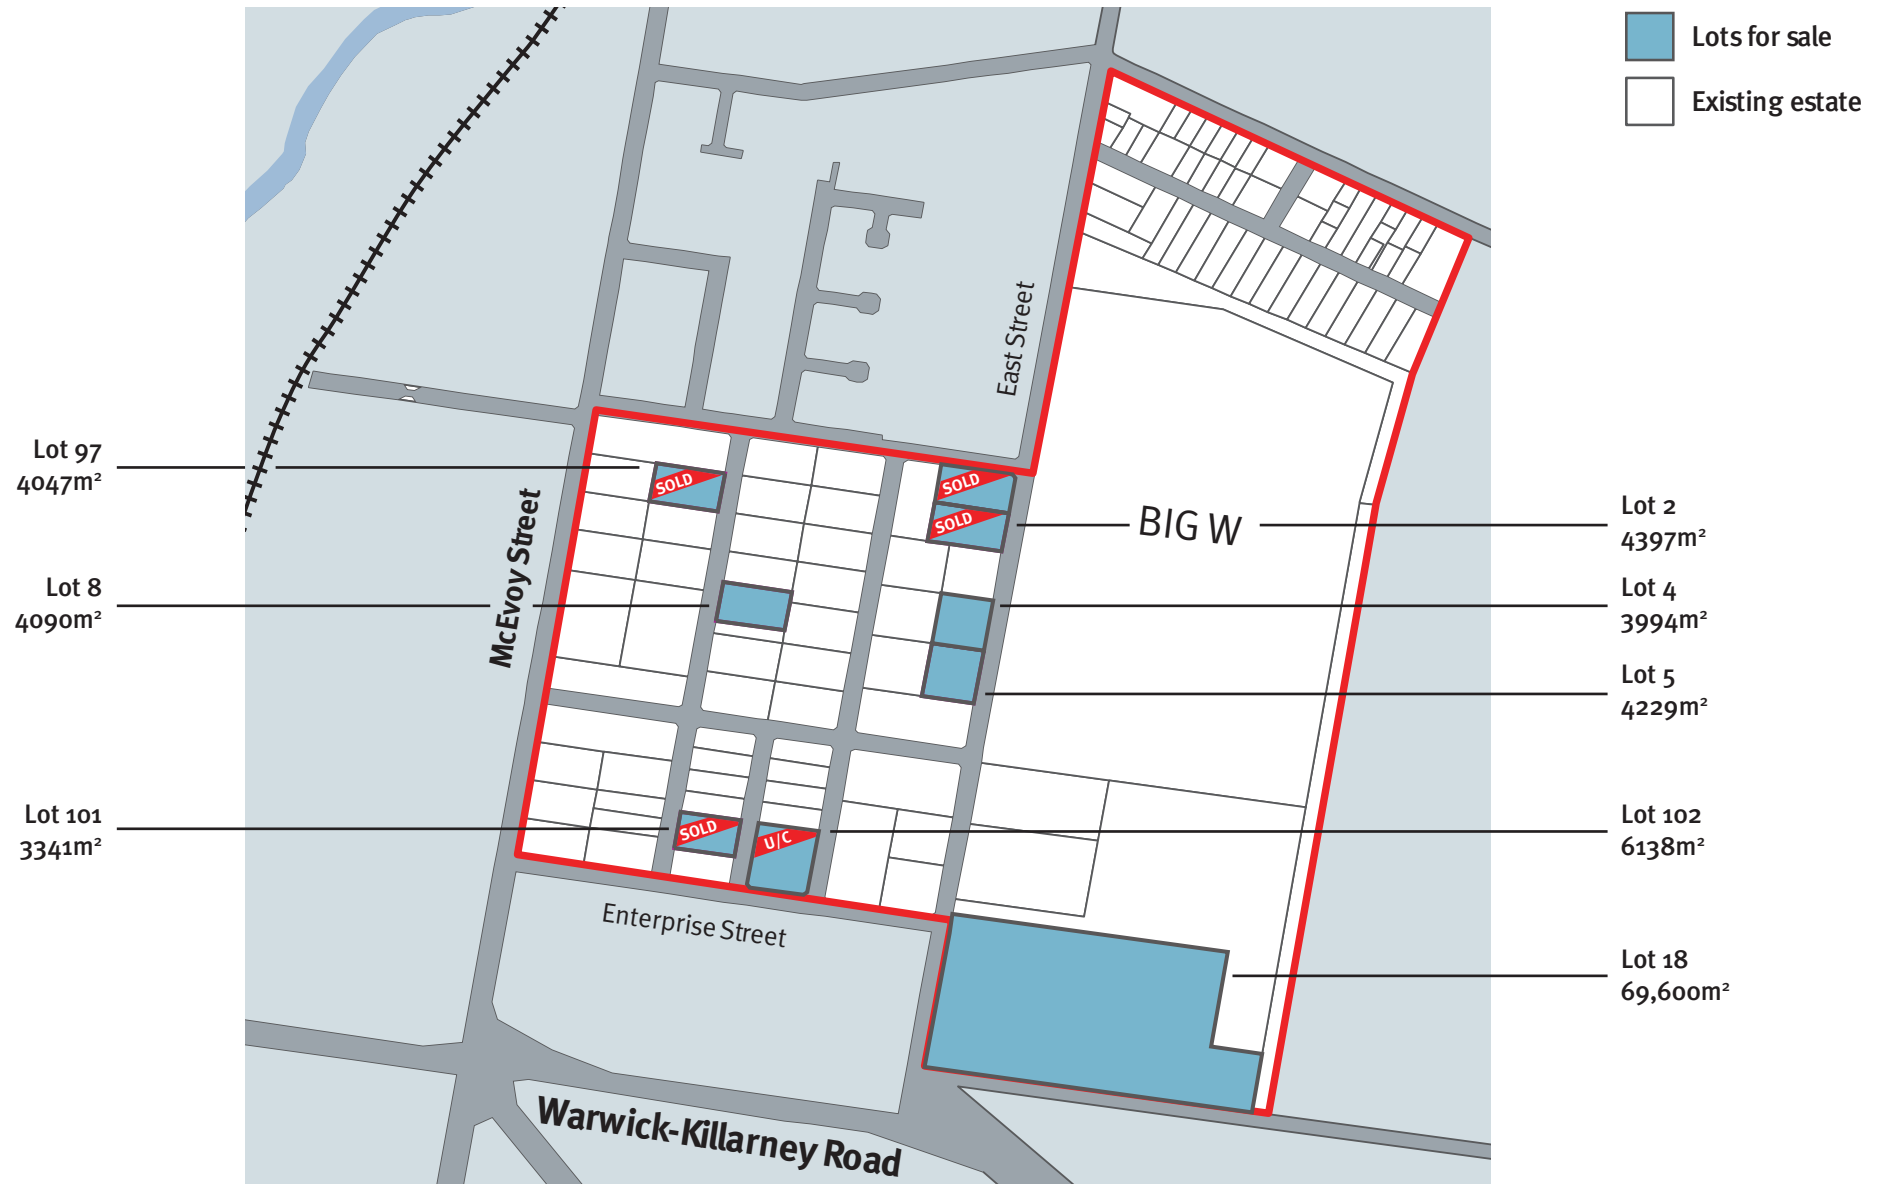 Lots for sale
Existing estate
East Street
Lot 97
4047m²
SOLD
SOLD
SOLD
BIG W
Lot 2
4397m²
McEvoy Street
Lot 8
4090m²
Lot 4
3994m²
Lot 5
4229m²
Lot 101
3341m²
SOLD
U/C
Lot 102
6138m²
Enterprise Street
Lot 18
69,600m²
Warwick-Killarney Road